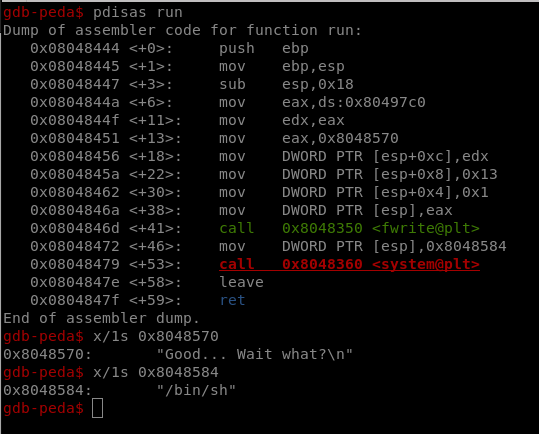 gdb-peda$ pdisas run
Dump of assembler code for function run:
   0x08048444 <+0>:     push   ebp
   0x08048445 <+1>:     mov    ebp,esp
   0x08048447 <+3>:     sub    esp,0x18
   0x0804844a <+6>:     mov    eax,ds:0x80497c0
   0x0804844f <+11>:    mov    edx,eax
   0x08048451 <+13>:    mov    eax,0x8048570
   0x08048456 <+18>:    mov    DWORD PTR [esp+0xc],edx
   0x0804845a <+22>:    mov    DWORD PTR [esp+0x8],0x13
   0x08048462 <+30>:    mov    DWORD PTR [esp+0x4],0x1
   0x0804846a <+38>:    mov    DWORD PTR [esp],eax
   0x0804846d <+41>:    call   0x8048350 <fwrite@plt>
   0x08048472 <+46>:    mov    DWORD PTR [esp],0x8048584
   0x08048479 <+53>:    call   0x8048360 <system@plt>
   0x0804847e <+58>:    leave
   0x0804847f <+59>:    ret
End of assembler dump.
gdb-peda$ x/1s 0x8048570
0x8048570:       "Good... Wait what?\n"
gdb-peda$ x/1s 0x8048584
0x8048584:       "/bin/sh"
gdb-peda$